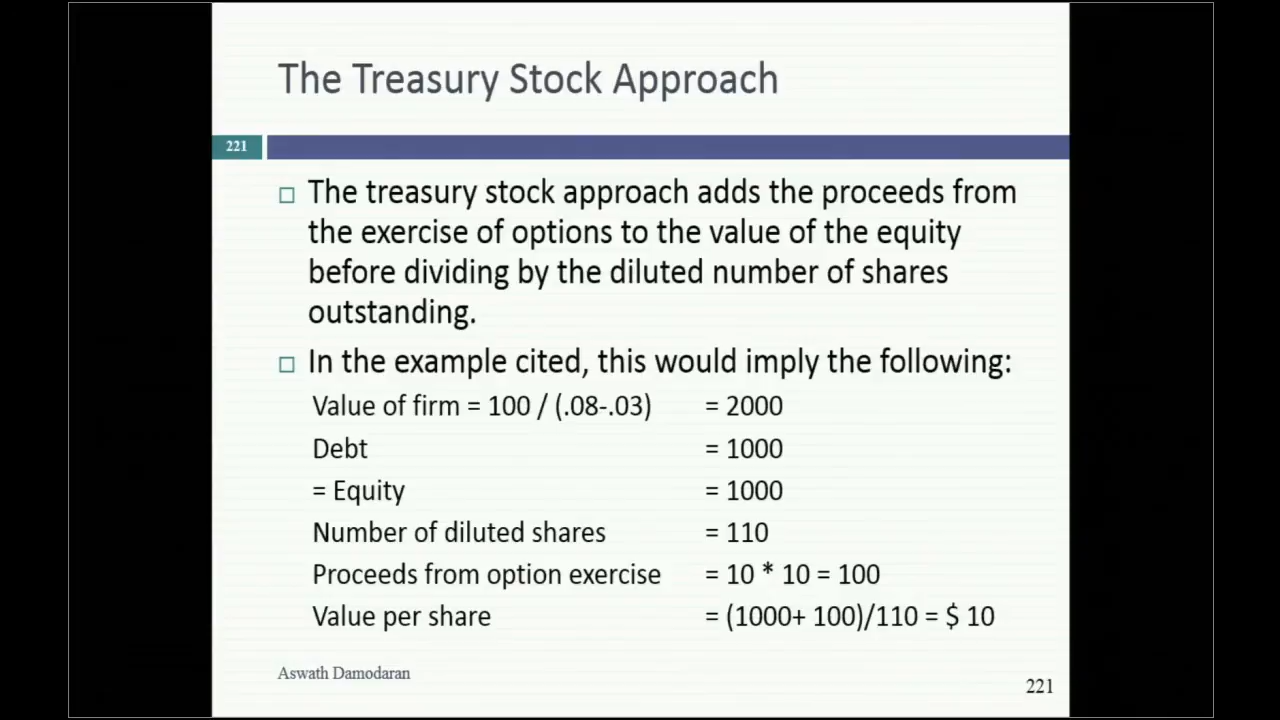 The Treasury Stock Approach
221
The treasury stock approach adds the proceeds from
the exercise of options to the value of the equity
before dividing by the diluted number of shares
outstanding.
In the example cited, this would imply the following:
Value of firm = 100 / (.08-.03) = 2000
Debt = 1000
= Equity = 1000
Number of diluted shares = 110
Proceeds from option exercise = 10 * 10 = 100
Value per share = (1000+ 100)/110 = $ 10
Aswath Damodaran
221